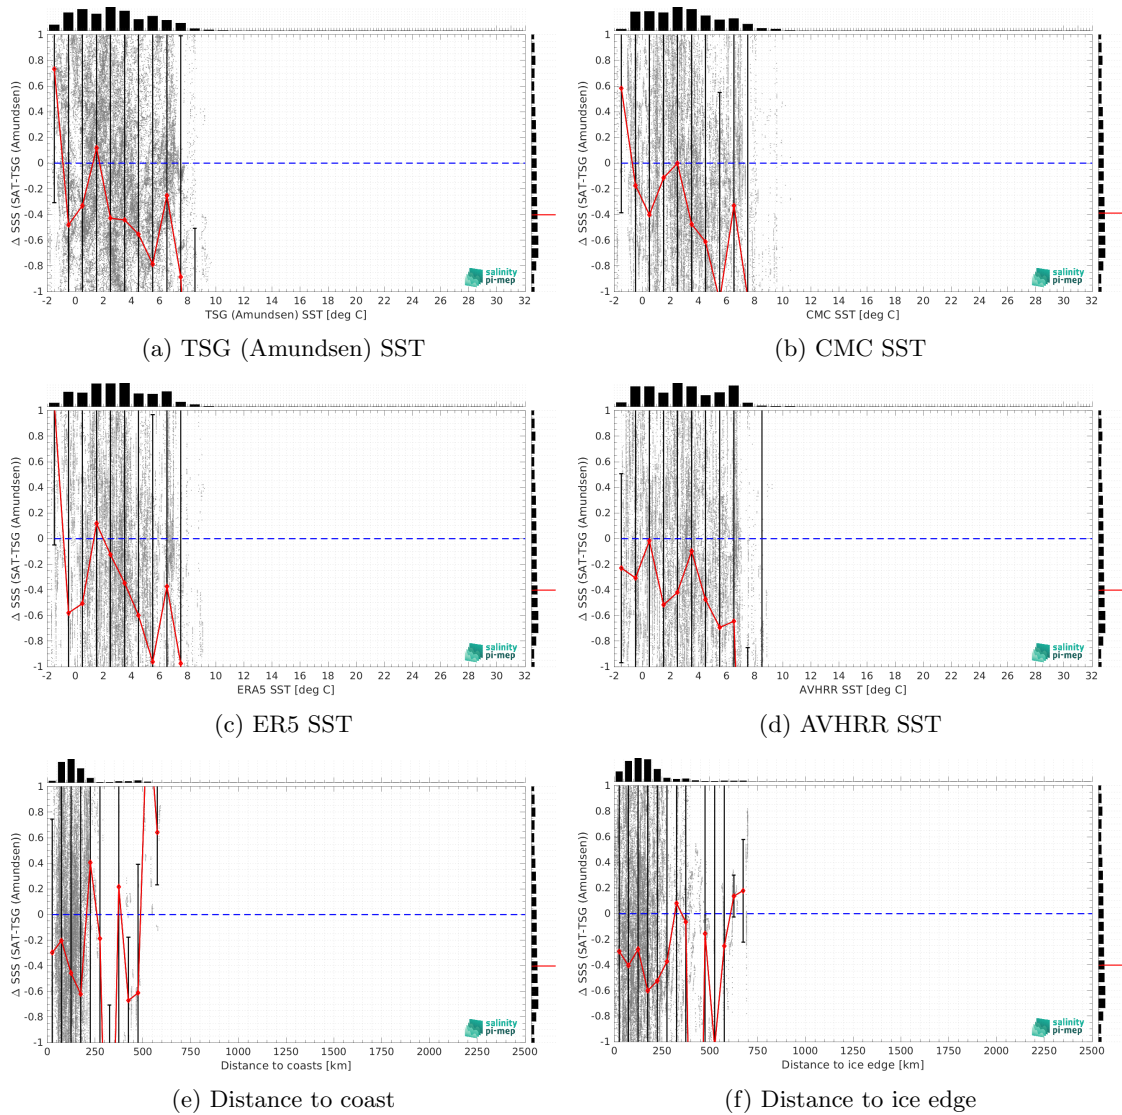 1
0.8
0.6
0.4
0.2
0
-0.2
-0.4
-0.6
-0.8
-1
Δ SSS (SAT-TSG (Amundsen))
salinity
pi-mep
-2 0 2 4 6 8 10 12 14 16 18 20 22 24 26 28 30 32
TSG (Amundsen) SST [deg C]
(a) TSG (Amundsen) SST
1
0.8
0.6
0.4
0.2
0
-0.2
-0.4
-0.6
-0.8
-1
Δ SSS (SAT-TSG (Amundsen))
salinity
pi-mep
-2 0 2 4 6 8 10 12 14 16 18 20 22 24 26 28 30 32
CMC SST [deg C]
(b) CMC SST
1
0.8
0.6
0.4
0.2
0
-0.2
-0.4
-0.6
-0.8
-1
Δ SSS (SAT-TSG (Amundsen))
salinity
pi-mep
-2 0 2 4 6 8 10 12 14 16 18 20 22 24 26 28 30 32
ERA5 SST [deg C]
(c) ER5 SST
1
0.8
0.6
0.4
0.2
0
-0.2
-0.4
-0.6
-0.8
-1
Δ SSS (SAT-TSG (Amundsen))
salinity
pi-mep
-2 0 2 4 6 8 10 12 14 16 18 20 22 24 26 28 30 32
AVHRR SST [deg C]
(d) AVHRR SST
1
0.8
0.6
0.4
0.2
0
-0.2
-0.4
-0.6
-0.8
-1
Δ SSS (SAT-TSG (Amundsen))
salinity
pi-mep
0 250 500 750 1000 1250 1500 1750 2000 2250 2500
Distance to coasts [km]
(e) Distance to coast
1
0.8
0.6
0.4
0.2
0
-0.2
-0.4
-0.6
-0.8
-1
Δ SSS (SAT-TSG (Amundsen))
salinity
pi-mep
0 250 500 750 1000 1250 1500 1750 2000 2250 2500
Distance to ice edge [km]
(f) Distance to ice edge